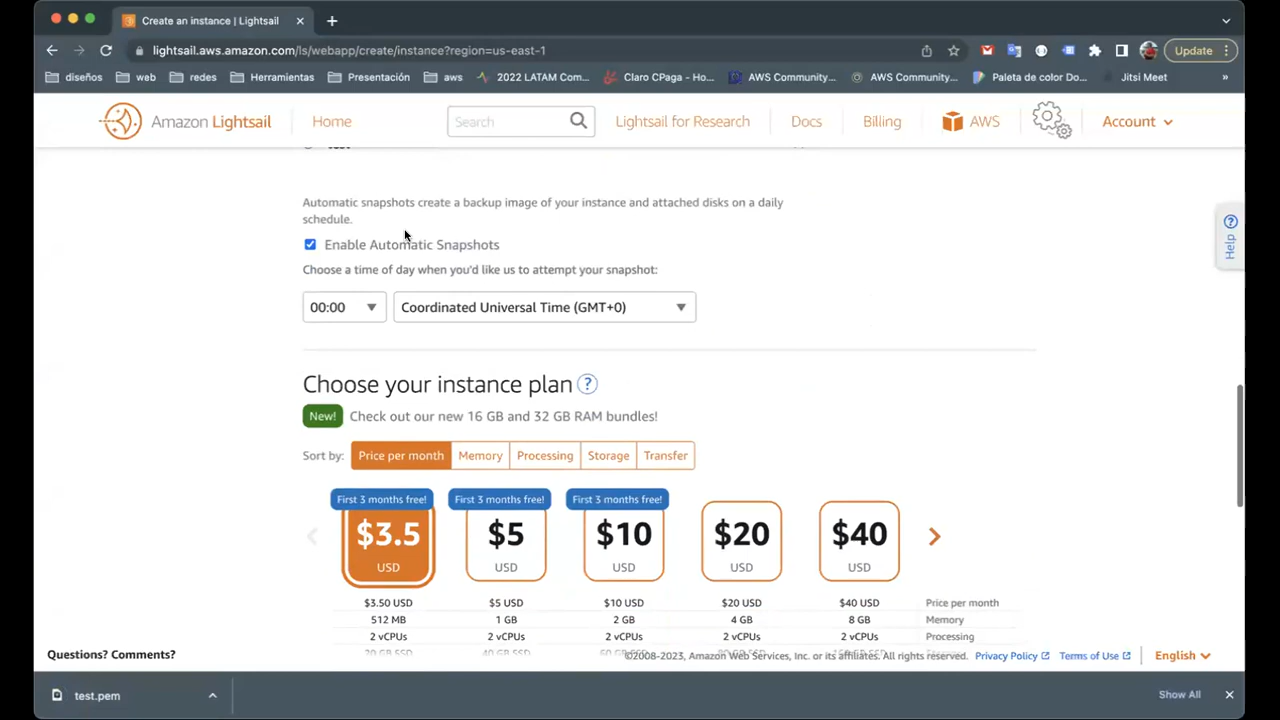 Create an instance | Lightsail
lightsail.aws.amazon.com/ls/webapp/create/instance?region=us-east-1
Update
diseños web redes Herramientas Presentación aws 2022 LATAM Com... Claro CPaga - Ho... AWS Community... AWS Community... Paleta de color Do... Jitsi Meet »
Amazon Lightsail Home Search Lightsail for Research Docs Billing AWS Account
Automatic snapshots create a backup image of your instance and attached disks on a daily
schedule.
Enable Automatic Snapshots
Choose a time of day when you'd like us to attempt your snapshot:
00:00 Coordinated Universal Time (GMT+0)
Help
Choose your instance plan ?
New! Check out our new 16 GB and 32 GB RAM bundles!
Sort by: Price per month Memory Processing Storage Transfer
First 3 months free! First 3 months free! First 3 months free!
$3.5 $5 $10 $20 $40
USD USD USD USD USD
$3.50 USD $5 USD $10 USD $20 USD $40 USD Price per month
512 MB 1 GB 2 GB 4 GB 8 GB Memory
2 vCPUs 2 vCPUs 2 vCPUs 2 vCPUs 2 vCPUs Processing
Questions? Comments? ©2008-2023, Amazon Web Services, Inc. or its affiliates. All rights reserved. Privacy Policy Terms of Use English
test.pem Show All